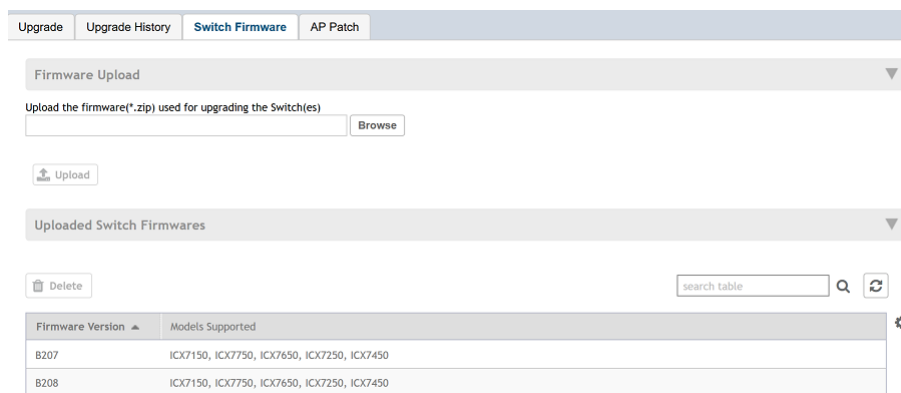 Upgrade Upgrade History Switch Firmware AP Patch
Firmware Upload
Upload the firmware(*.zip) used for upgrading the Switch(es)
Browse
Upload
Uploaded Switch Firmwares
Delete search table
Firmware Version Models Supported
B207 ICX7150, ICX7750, ICX7650, ICX7250, ICX7450
B208 ICX7150, ICX7750, ICX7650, ICX7250, ICX7450